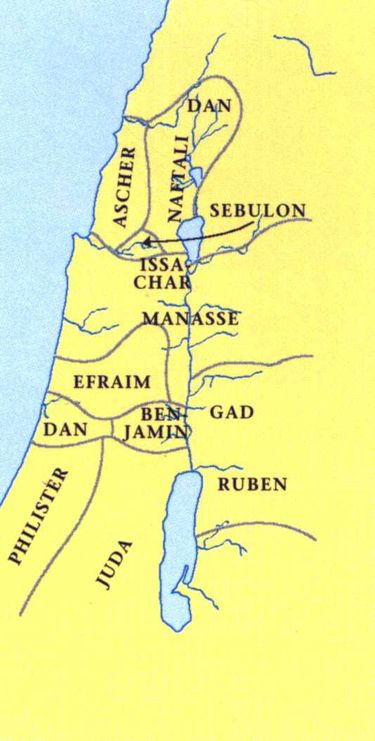 DAN
ASCHER
NAFTALI
SEBULON
ISSA-
CHAR
MANASSE
EFRAIM
BEN-
JAMIN
GAD
DAN
RUBEN
PHILISTER
JUDA